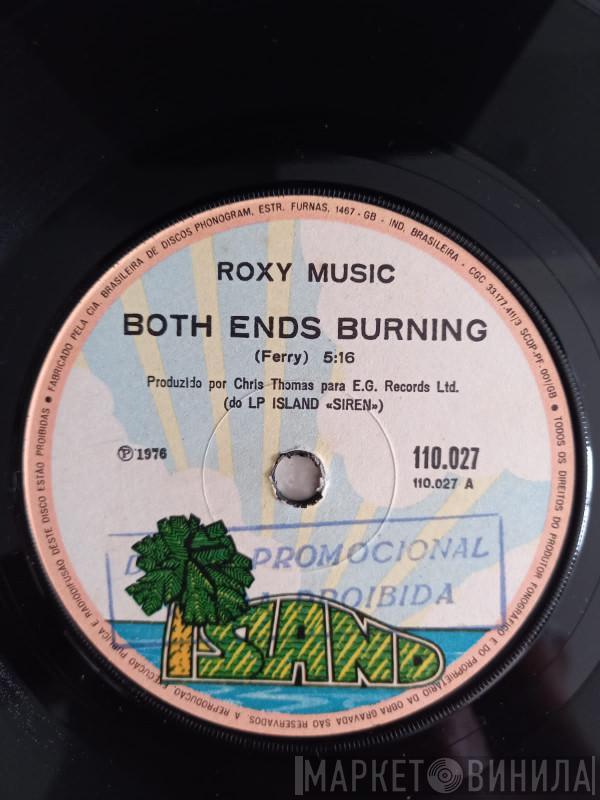 • FABRICADO PELA CIA. BRASILEIRA DE DISCOS PHONOGRAM, ESTR. FURNAS, 1467 - GB - IND. BRASILEIRA - CGC 33.177.411/3 SCDP-PF. 001/GB • TODOS OS DIREITOS DO PRODUTOR FONOGRÁFICO E DO PROPRIETÁRIO DA OBRA GRAVADA SÃO RESERVADOS. A REPRODUÇÃO, EXECUÇÃO PÚBLICA E RADIODIFUSÃO DESTE DISCO ESTÃO PROIBIDAS
ROXY MUSIC
BOTH ENDS BURNING
(Ferry) 5:16
Produzido por Chris Thomas para E.G. Records Ltd.
(do LP ISLAND «SIREN»)
℗ 1976
110.027
110.027 A
PROMOCIONAL
PROIBIDA
ISLAND
МАРКЕТ ВИНИЛА